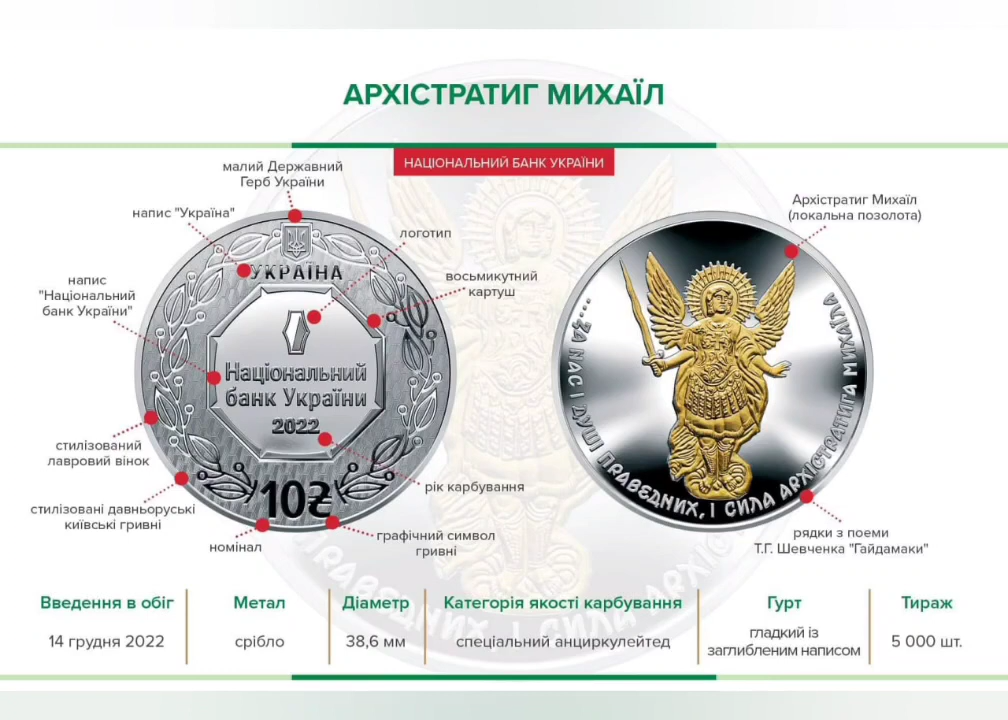 АРХІСТРАТИГ МИХАЇЛ
НАЦІОНАЛЬНИЙ БАНК УКРАЇНИ
малий Державний
Герб України
напис "Україна"
логотип
напис
"Національний
банк України"
восьмикутний
картуш
Архістратиг Михаїл
(локальна позолота)
УКРАЇНА
Національний
банк України
2022
10₴
...ЗА НАС І ДУШІ ПРАВЕДНИХ, І СИЛА АРХІСТРАТИГА МИХАЇЛА
стилізований
лавровий вінок
рік карбування
стилізовані давньоруські
київські гривні
номінал
графічний символ
гривні
рядки з поеми
Т.Г. Шевченка "Гайдамаки"
Введення в обіг
Метал
Діаметр
Категорія якості карбування
Гурт
Тираж
14 грудня 2022
срібло
38,6 мм
спеціальний анциркулейтед
гладкий із
заглибленим написом
5 000 шт.